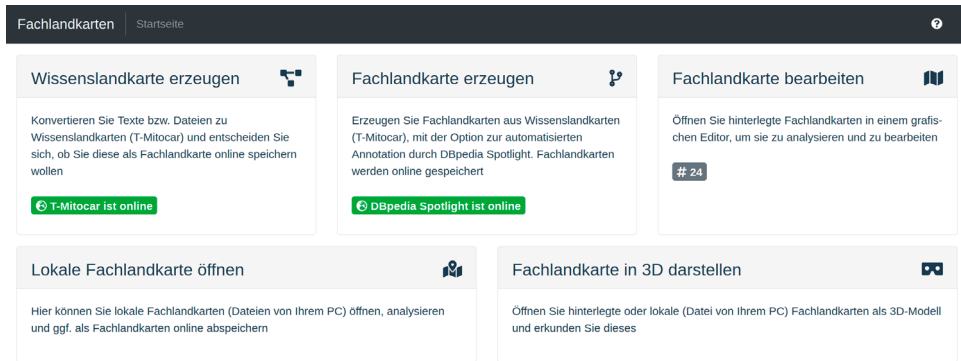 Fachlandkarten Startseite
Wissenslandkarte erzeugen
Konvertieren Sie Texte bzw. Dateien zu
Wissenslandkarten (T-Mitocar) und entscheiden Sie
sich, ob Sie diese als Fachlandkarte online speichern
wollen
T-Mitocar ist online
Fachlandkarte erzeugen
Erzeugen Sie Fachlandkarten aus Wissenslandkarten
(T-Mitocar), mit der Option zur automatisierten
Annotation durch DBpedia Spotlight. Fachlandkarten
werden online gespeichert
DBpedia Spotlight ist online
Fachlandkarte bearbeiten
Öffnen Sie hinterlegte Fachlandkarten in einem grafis-
chen Editor, um sie zu analysieren und zu bearbeiten
# 24
Lokale Fachlandkarte öffnen
Hier können Sie lokale Fachlandkarten (Dateien von Ihrem PC) öffnen, analysieren
und ggf. als Fachlandkarten online abspeichern
Fachlandkarte in 3D darstellen
Öffnen Sie hinterlegte oder lokale (Datei von Ihrem PC) Fachlandkarten als 3D-Modell
und erkunden Sie dieses